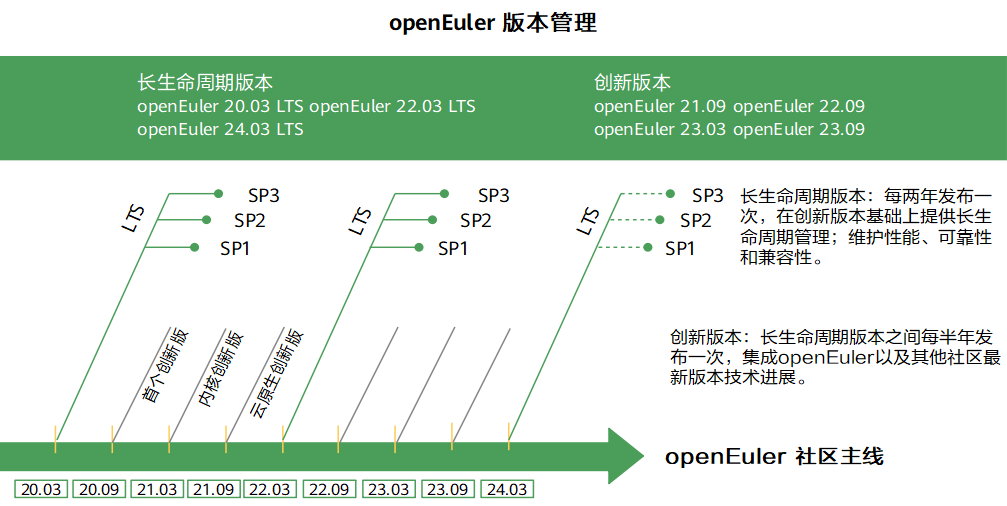 openEuler 版本管理
长生命周期版本
openEuler 20.03 LTS openEuler 22.03 LTS
openEuler 24.03 LTS
创新版本
openEuler 21.09 openEuler 22.09
openEuler 23.03 openEuler 23.09
LTS
SP3
SP2
SP1
LTS
SP3
SP2
SP1
LTS
SP3
SP2
SP1
长生命周期版本：每两年发布一
次，在创新版本基础上提供长生
命周期管理；维护性能、可靠性
和兼容性。
首个创新版
内核创新版
云原生创新版
创新版本：长生命周期版本之间每半年发
布一次，集成openEuler以及其他社区最
新版本技术进展。
openEuler 社区主线
20.03
20.09
21.03
21.09
22.03
22.09
23.03
23.09
24.03